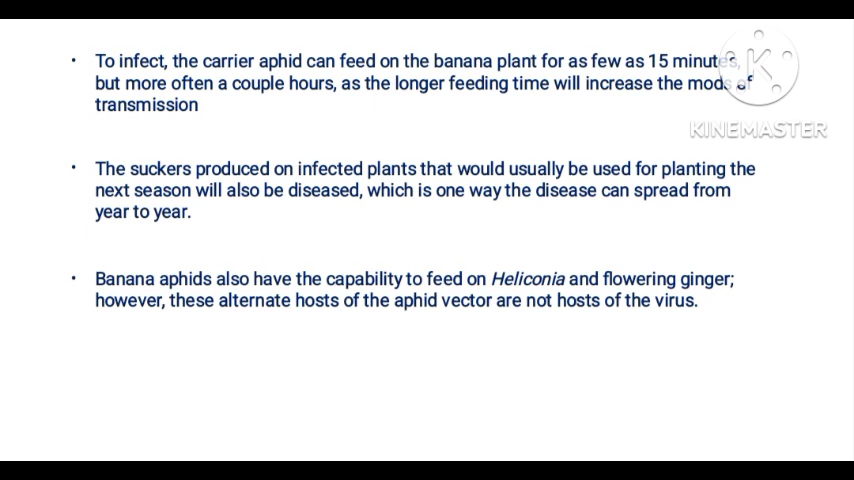 • To infect, the carrier aphid can feed on the banana plant for as few as 15 minutes,
but more often a couple hours, as the longer feeding time will increase the mods of
transmission
• The suckers produced on infected plants that would usually be used for planting the
next season will also be diseased, which is one way the disease can spread from
year to year.
• Banana aphids also have the capability to feed on Heliconia and flowering ginger;
however, these alternate hosts of the aphid vector are not hosts of the virus.
K
KINEMASTER